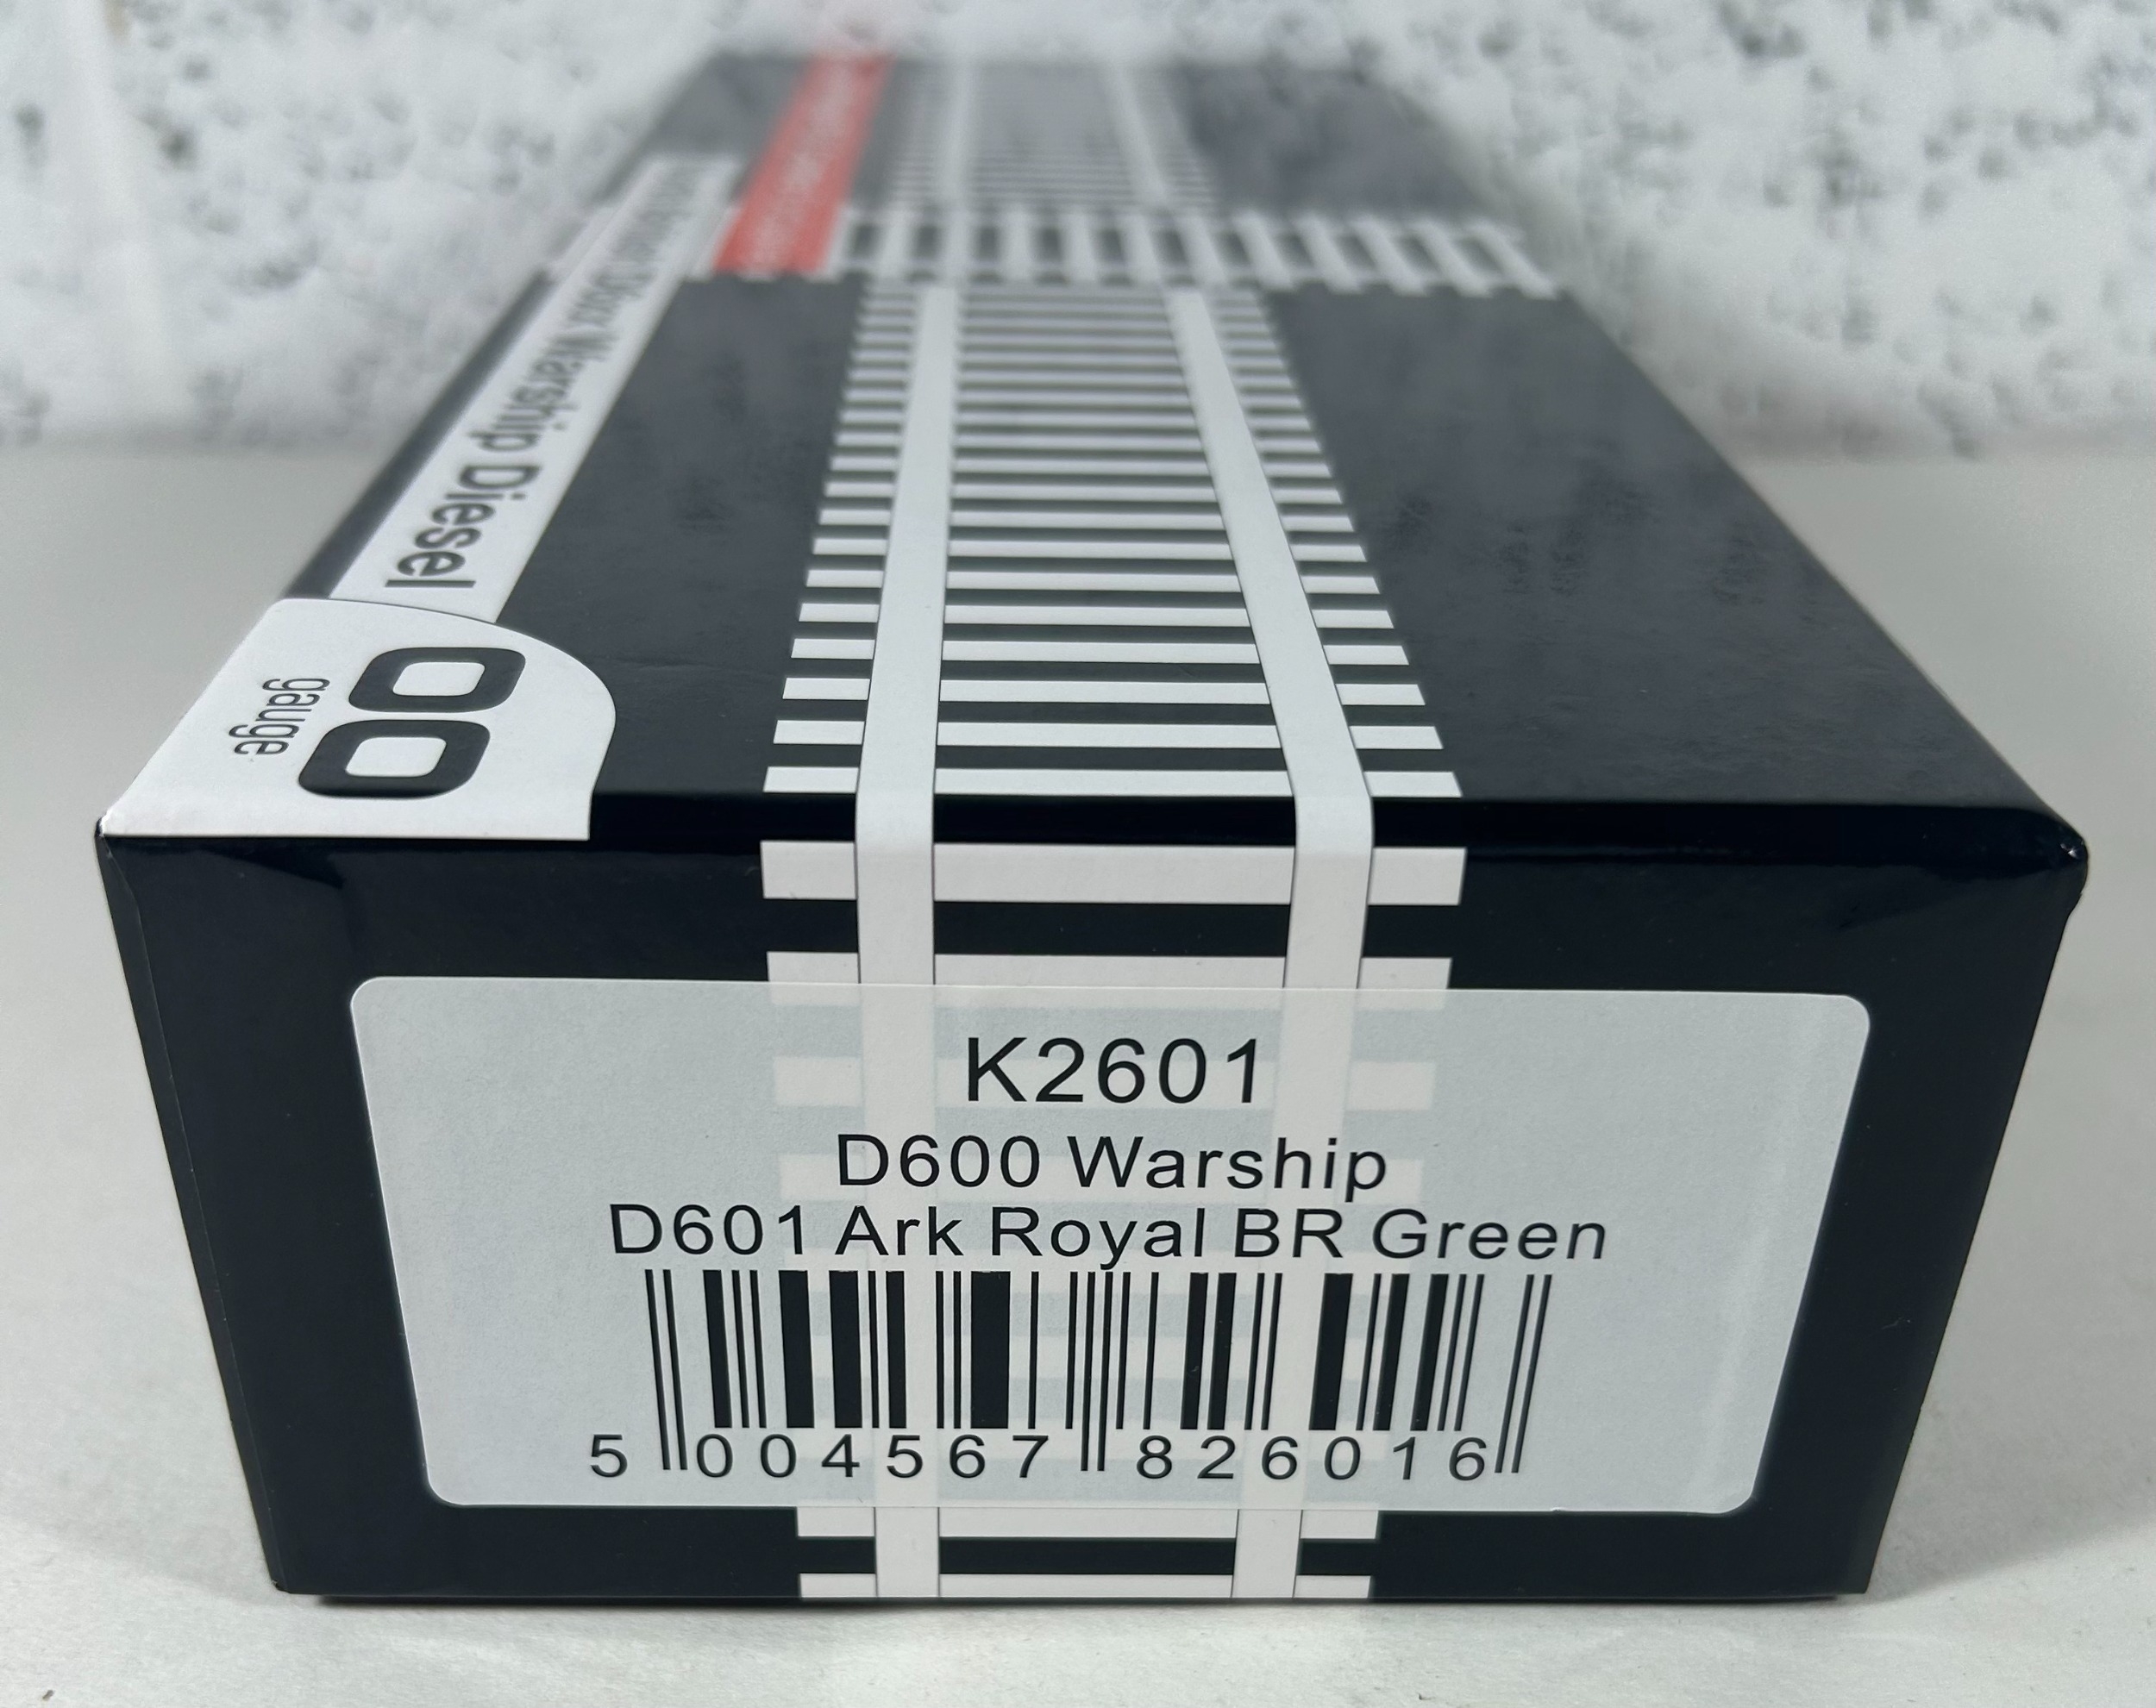 Warship Diesel
OO
gauge
K2601
D600 Warship
D601 Ark Royal BR Green
5 004567 826016